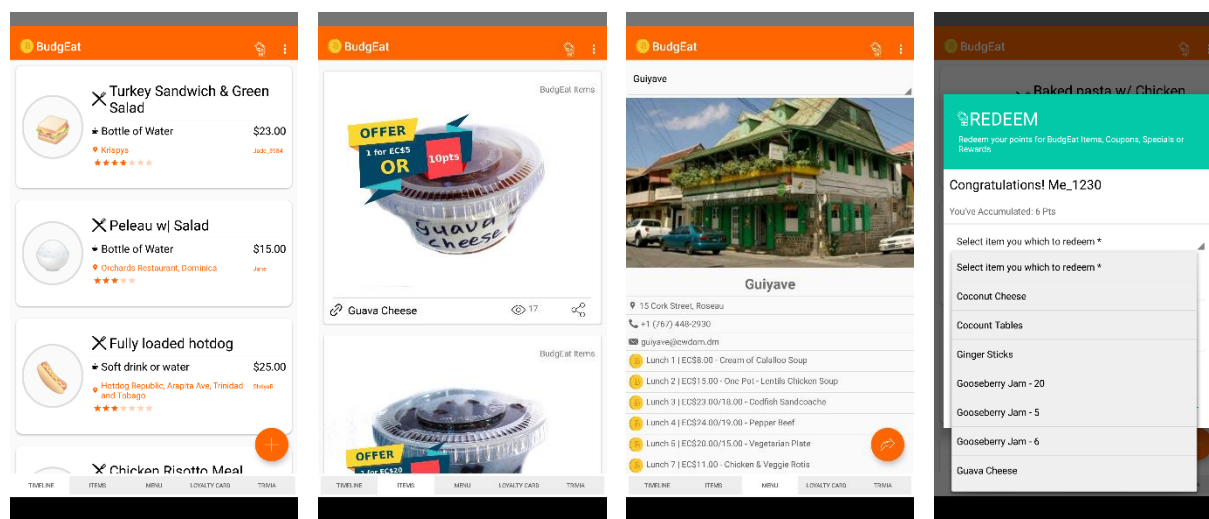 BudgEat
Turkey Sandwich & Green
Salad
Bottle of Water $23.00
Krispys Jade_8984
Peleau w| Salad
Bottle of Water $15.00
Orchards Restaurant, Dominica Jane
Fully loaded hotdog
Soft drink or water $25.00
Hotdog Republic, Arapita Ave, Trinidad
and Tobago
Chicken Risotto Meal
TIMELINE ITEMS MENU LOYALTY CARD TRIVIA
BudgEat
BudgEat Items
OFFER
1 for EC$5
OR
10pts
guava
cheese
Guava Cheese 17
BudgEat Items
OFFER
1 for EC$20
TIMELINE ITEMS MENU LOYALTY CARD TRIVIA
BudgEat
Guiyave
Guiyave
15 Cork Street, Roseau
+1 (767) 448-2930
guiyave@cwdom.dm
Lunch 1 | EC$8.00 - Cream of Calalloo Soup
Lunch 2 | EC$15.00 - One Pot - Lentils Chicken Soup
Lunch 3 | EC$23.00/18.00 - Codfish Sandcoache
Lunch 4 | EC$24.00/19.00 - Pepper Beef
Lunch 5 | EC$20.00/15.00 - Vegetarian Plate
Lunch 7 | EC$11.00 - Chicken & Veggie Rotis
TIMELINE ITEMS MENU LOYALTY CARD TRIVIA
BudgEat
Baked pasta w/ Chicken
REDEEM
Redeem your points for BudgEat Items, Coupons, Specials or
Rewards
Congratulations! Me_1230
You've Accumulated: 6 Pts
Select item you which to redeem *
Select item you which to redeem *
Coconut Cheese
Cocount Tables
Ginger Sticks
Gooseberry Jam - 20
Gooseberry Jam - 5
Gooseberry Jam - 6
Guava Cheese